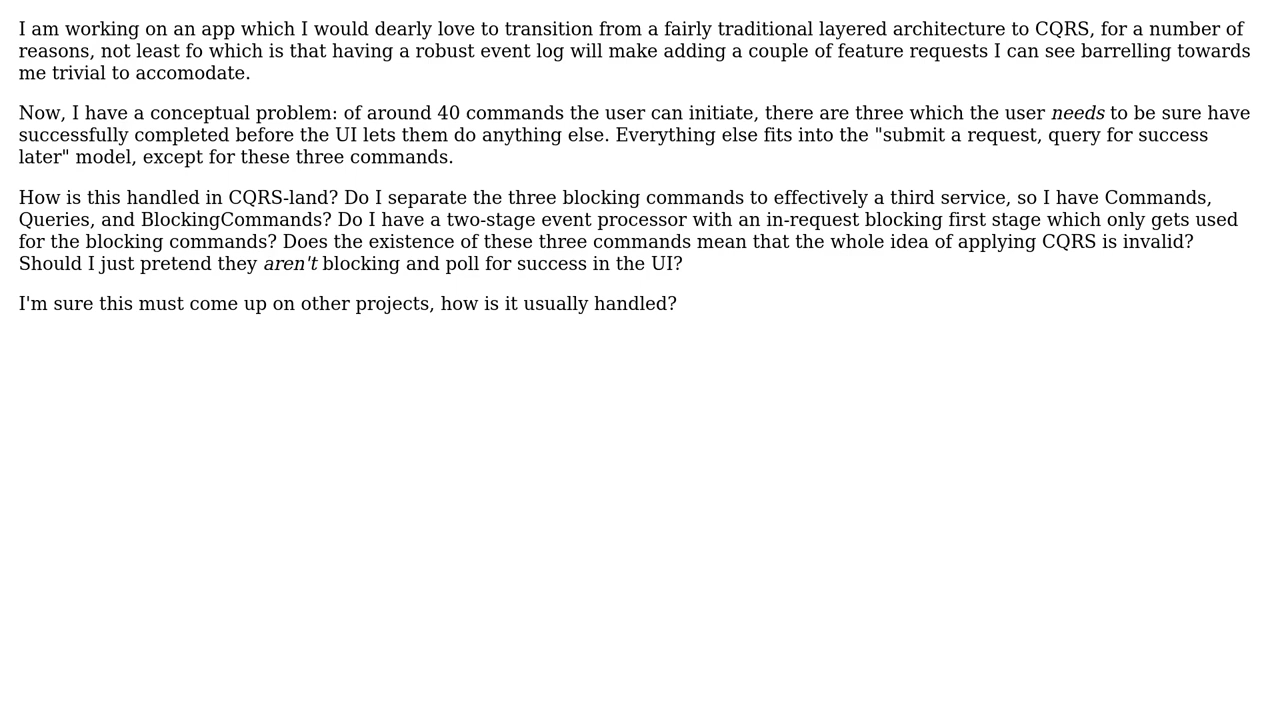 I am working on an app which I would dearly love to transition from a fairly traditional layered architecture to CQRS, for a number of
reasons, not least fo which is that having a robust event log will make adding a couple of feature requests I can see barrelling towards
me trivial to accomodate.
Now, I have a conceptual problem: of around 40 commands the user can initiate, there are three which the user needs to be sure have
successfully completed before the UI lets them do anything else. Everything else fits into the "submit a request, query for success
later" model, except for these three commands.
How is this handled in CQRS-land? Do I separate the three blocking commands to effectively a third service, so I have Commands,
Queries, and BlockingCommands? Do I have a two-stage event processor with an in-request blocking first stage which only gets used
for the blocking commands? Does the existence of these three commands mean that the whole idea of applying CQRS is invalid?
Should I just pretend they aren't blocking and poll for success in the UI?
I'm sure this must come up on other projects, how is it usually handled?